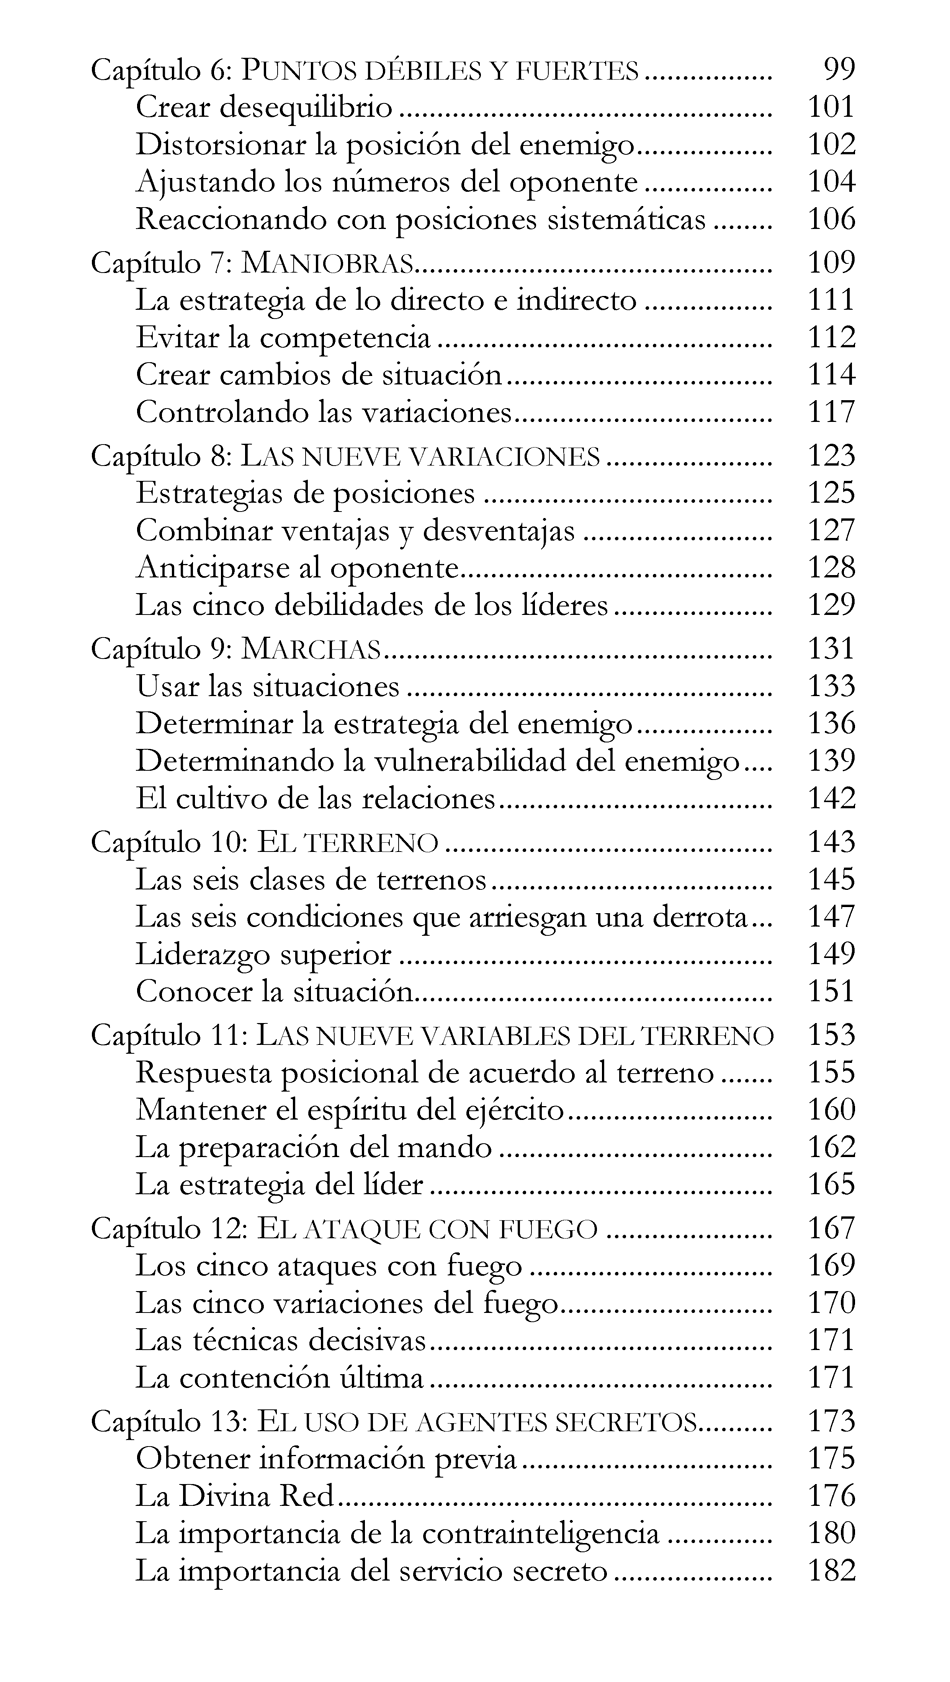 Capítulo 6: PUNTOS DÉBILES Y FUERTES ................. 99
Crear desequilibrio ................................................. 101
Distorsionar la posición del enemigo.................. 102
Ajustando los números del oponente ................. 104
Reaccionando con posiciones sistemáticas ........ 106
Capítulo 7: MANIOBRAS............................................... 109
La estrategia de lo directo e indirecto ................. 111
Evitar la competencia ............................................ 112
Crear cambios de situación................................... 114
Controlando las variaciones.................................. 117
Capítulo 8: LAS NUEVE VARIACIONES ...................... 123
Estrategias de posiciones ...................................... 125
Combinar ventajas y desventajas ......................... 127
Anticiparse al oponente......................................... 128
Las cinco debilidades de los líderes ..................... 129
Capítulo 9: MARCHAS................................................... 131
Usar las situaciones ................................................ 133
Determinar la estrategia del enemigo.................. 136
Determinando la vulnerabilidad del enemigo.... 139
El cultivo de las relaciones.................................... 142
Capítulo 10: EL TERRENO ........................................... 143
Las seis clases de terrenos..................................... 145
Las seis condiciones que arriesgan una derrota... 147
Liderazgo superior ................................................. 149
Conocer la situación............................................... 151
Capítulo 11: LAS NUEVE VARIABLES DEL TERRENO 153
Respuesta posicional de acuerdo al terreno ....... 155
Mantener el espíritu del ejército........................... 160
La preparación del mando .................................... 162
La estrategia del líder ............................................. 165
Capítulo 12: EL ATAQUE CON FUEGO ...................... 167
Los cinco ataques con fuego ................................ 169
Las cinco variaciones del fuego............................ 170
Las técnicas decisivas............................................. 171
La contención última ............................................. 171
Capítulo 13: EL USO DE AGENTES SECRETOS.......... 173
Obtener información previa................................. 175
La Divina Red......................................................... 176
La importancia de la contrainteligencia .............. 180
La importancia del servicio secreto ..................... 182